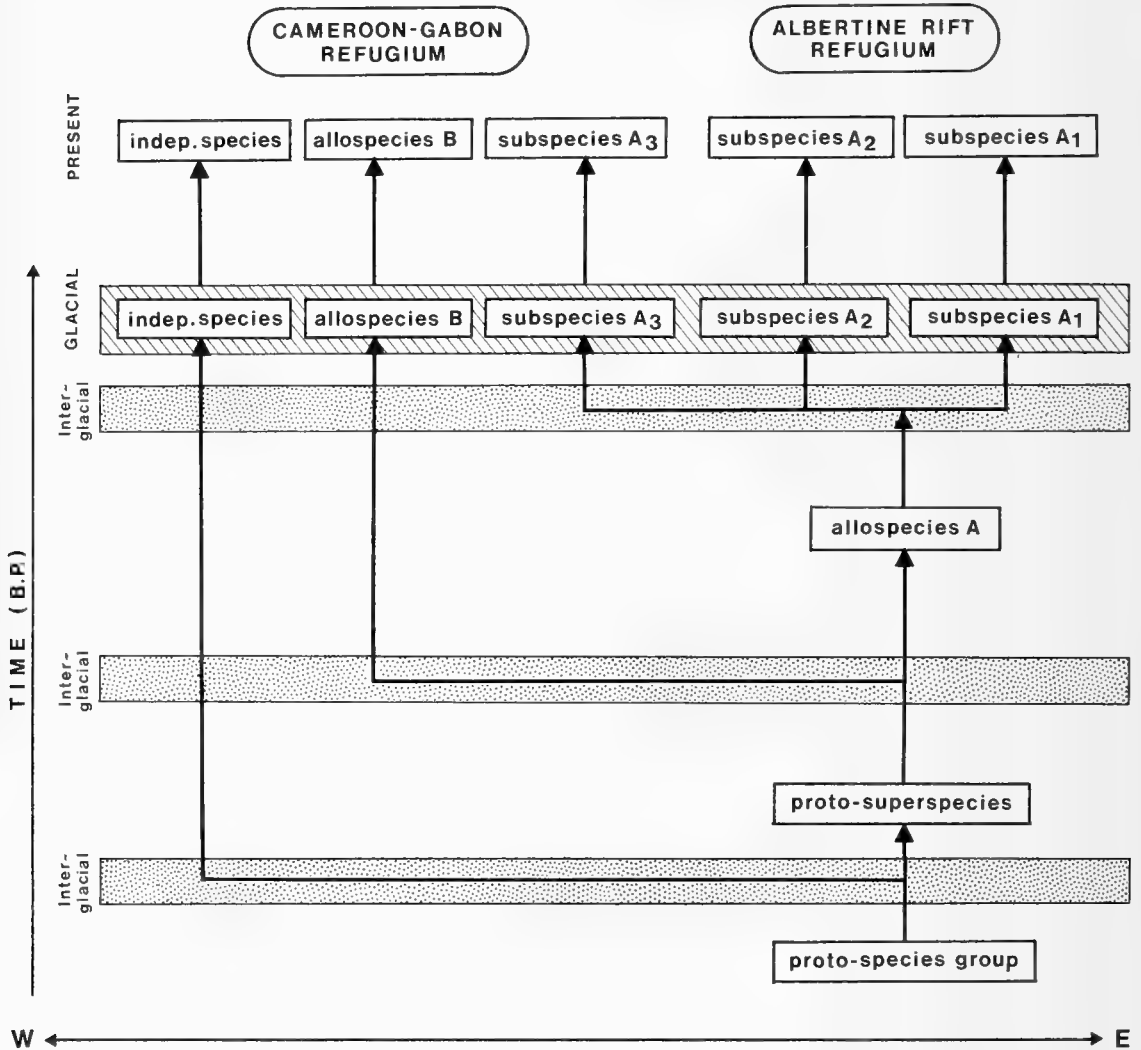 CAMEROON-GABON
REFUGIUM
ALBERTINE RIFT
REFUGIUM
PRESENT
indep.species
allospecies B
subspecies A3
subspecies A2
subspecies A1
GLACIAL
indep.species
allospecies B
subspecies A3
subspecies A2
subspecies A1
Inter-
glacial
allospecies A
TIME (B.P.)
Inter-
glacial
proto-superspecies
Inter-
glacial
proto-species group
W
E